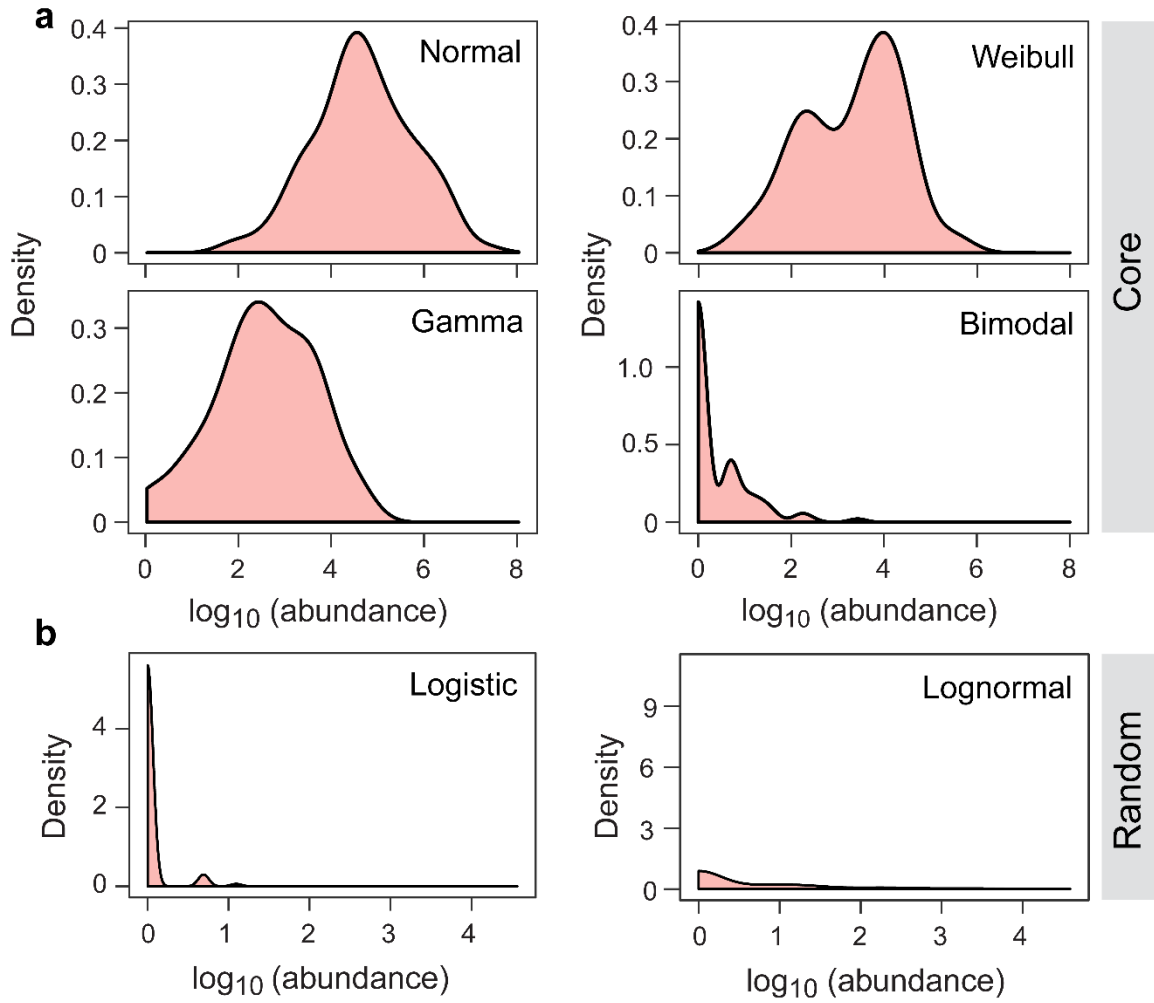 a
Normal
0.4
0.3
0.2
0.1
0
Weibull
0.4
0.3
0.2
0.1
0
Density
Density
Core
Gamma
0.3
0.2
0.1
0
0 2 4 6 8
log10 (abundance)
Bimodal
1.0
0.5
0
0 2 4 6 8
log10 (abundance)
b
Logistic
4
2
0
Density
0 1 2 3 4
log10 (abundance)
Lognormal
9
6
3
0
Density
0 1 2 3 4
log10 (abundance)
Random